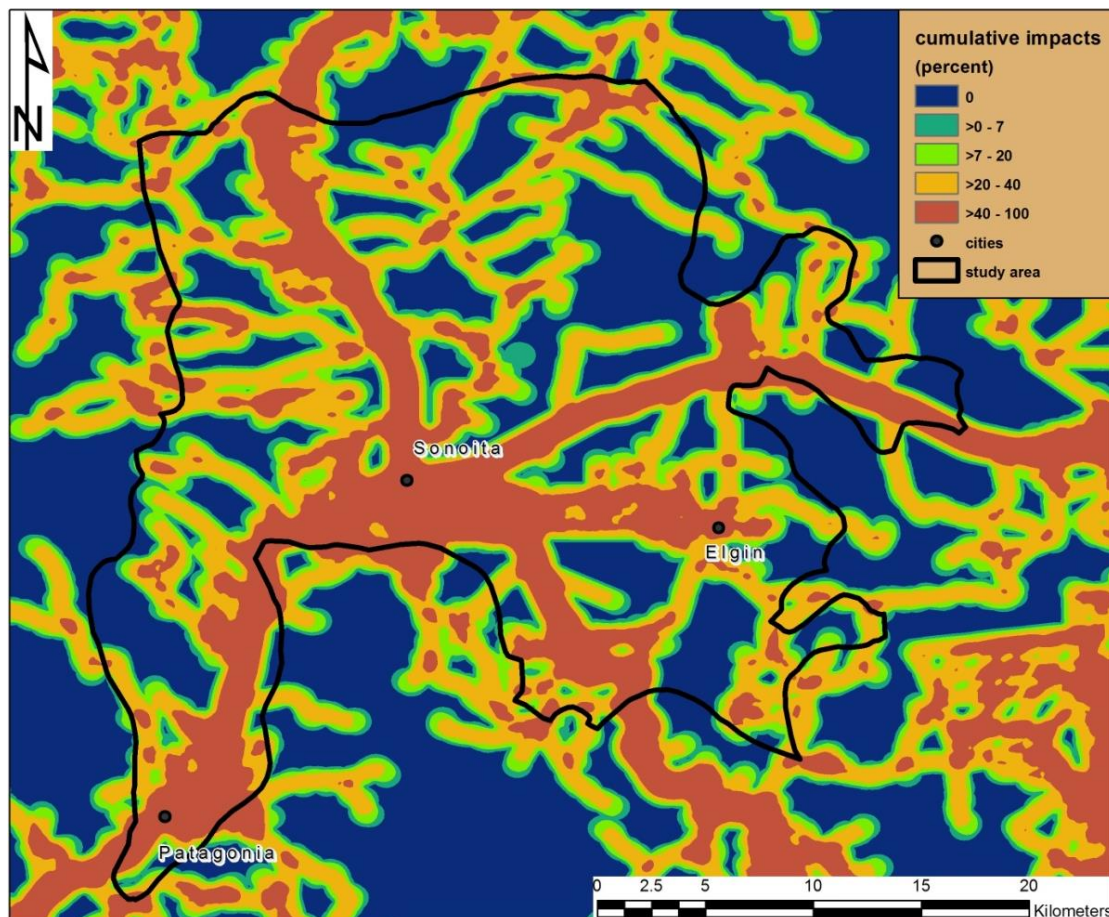 N
cumulative impacts
(percent)
0
>0 - 7
>7 - 20
>20 - 40
>40 - 100
cities
study area
Sonoita
Elgin
Patagonia
0 2.5 5 10 15 20
Kilometers